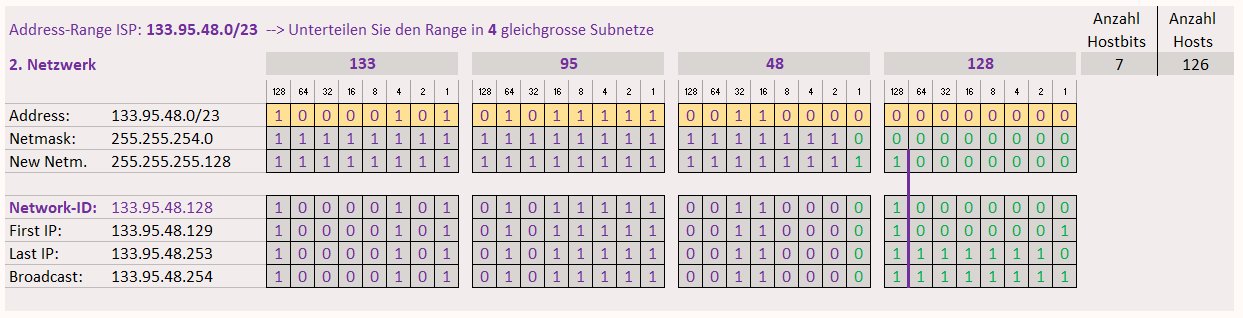 Anzahl Anzahl
Address-Range ISP: 133.95.48.0/23 --> Unterteilen Sie den Range in 4 gleichgrosse Subnetze
Hostbits Hosts
2. Netzwerk 133 95 48 128 7 126
128 64 32 16 8 4 2 1 128 64 32 16 8 4 2 1 128 64 32 16 8 4 2 1 128 64 32 16 8 4 2 1
Address: 133.95.48.0/23 1 0 0 0 0 1 0 1 0 1 0 1 1 1 1 1 0 0 1 1 0 0 0 0 0 0 0 0 0 0 0 0
Netmask: 255.255.254.0 1 1 1 1 1 1 1 1 1 1 1 1 1 1 1 1 1 1 1 1 1 1 1 0 0 0 0 0 0 0 0 0
New Netm. 255.255.255.128 1 1 1 1 1 1 1 1 1 1 1 1 1 1 1 1 1 1 1 1 1 1 1 1 1 0 0 0 0 0 0 0
Network-ID: 133.95.48.128 1 0 0 0 0 1 0 1 0 1 0 1 1 1 1 1 0 0 1 1 0 0 0 0 1 0 0 0 0 0 0 0
First IP: 133.95.48.129 1 0 0 0 0 1 0 1 0 1 0 1 1 1 1 1 0 0 1 1 0 0 0 0 1 0 0 0 0 0 0 1
Last IP: 133.95.48.253 1 0 0 0 0 1 0 1 0 1 0 1 1 1 1 1 0 0 1 1 0 0 0 0 1 1 1 1 1 1 1 0
Broadcast: 133.95.48.254 1 0 0 0 0 1 0 1 0 1 0 1 1 1 1 1 0 0 1 1 0 0 0 0 1 1 1 1 1 1 1 1